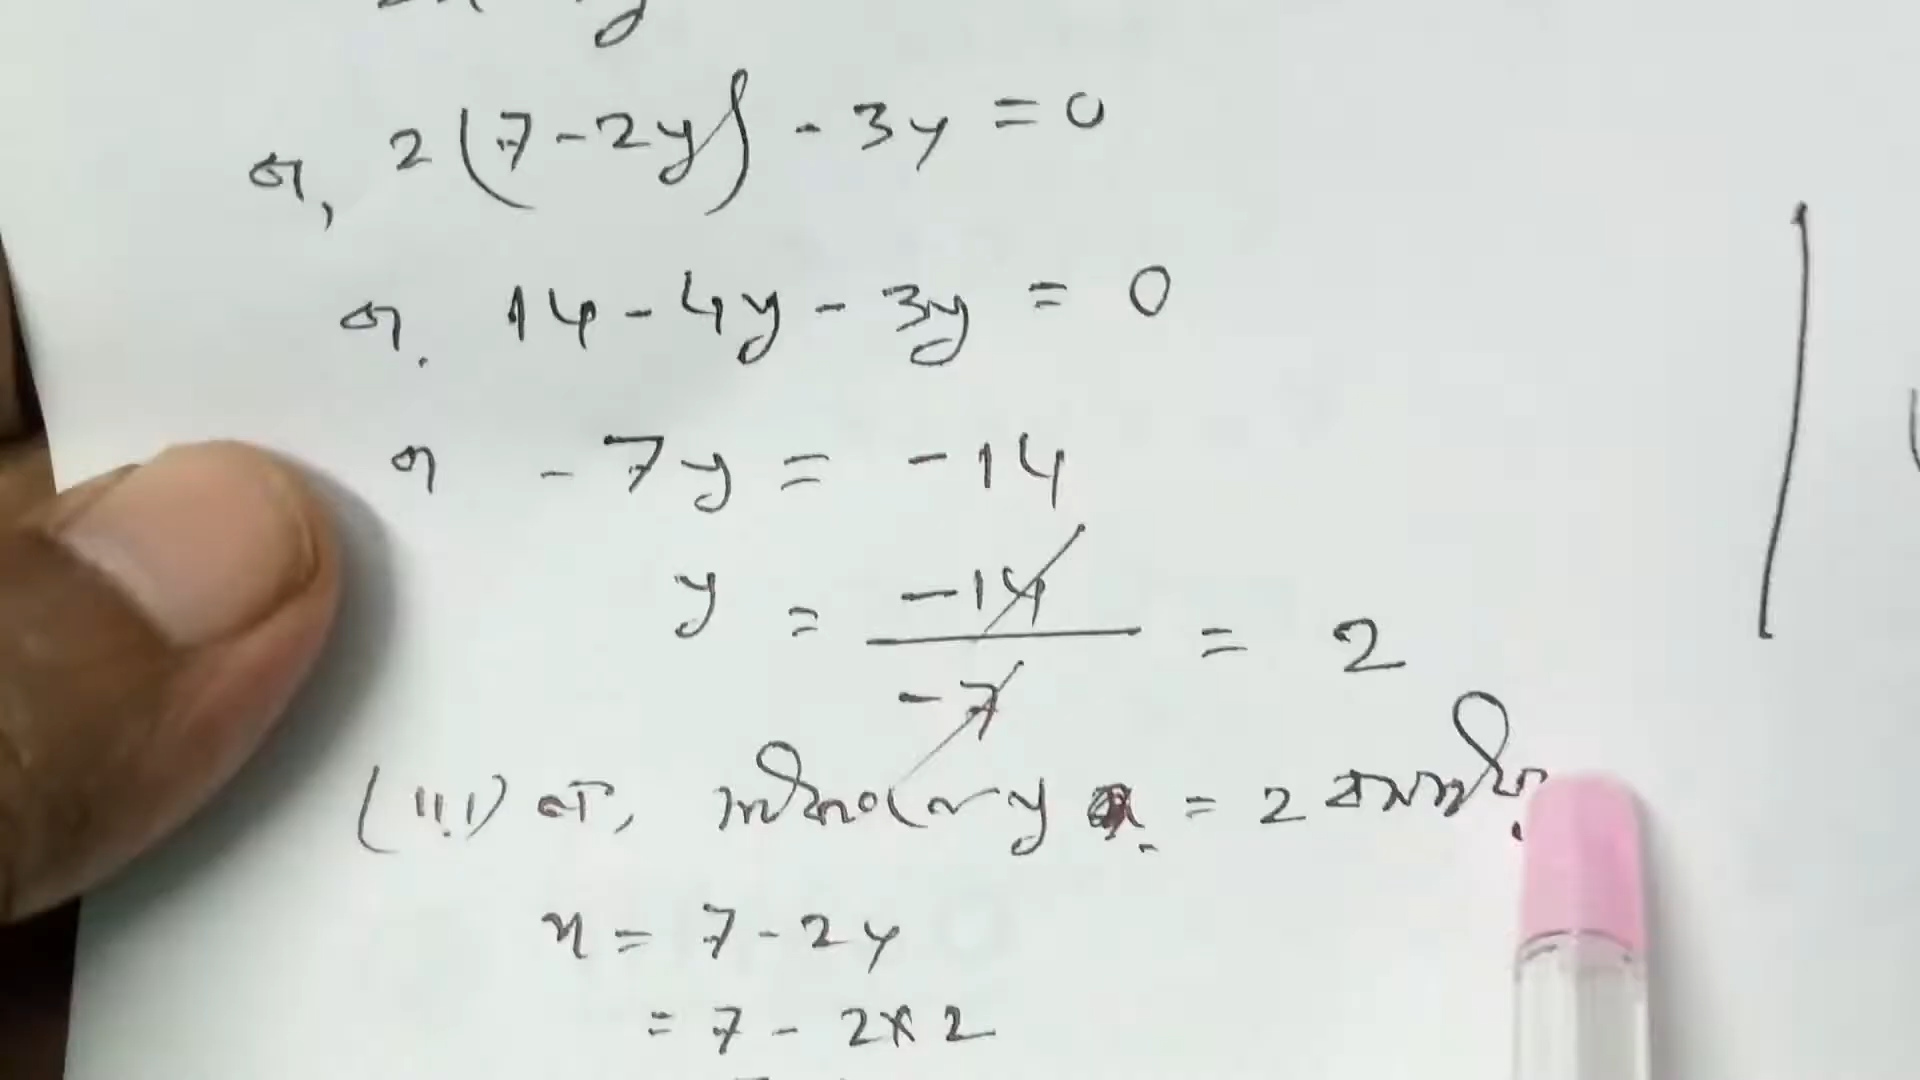 বা, 2(7-2y) - 3y = 0
বা. 14 - 4y - 3y = 0
বা -7y = -14
y = -14/-7 = 2
(iii) এ, y = 2
x = 7 - 2y
= 7 - 2×2